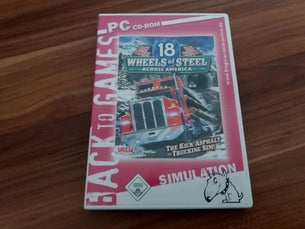 PC CD-ROM
BACK TO GAMES
18
WHEELS OF STEEL
ACROSS AMERICA
THE KICK ASPHALT
TRUCKING SIM!
SIMULATION